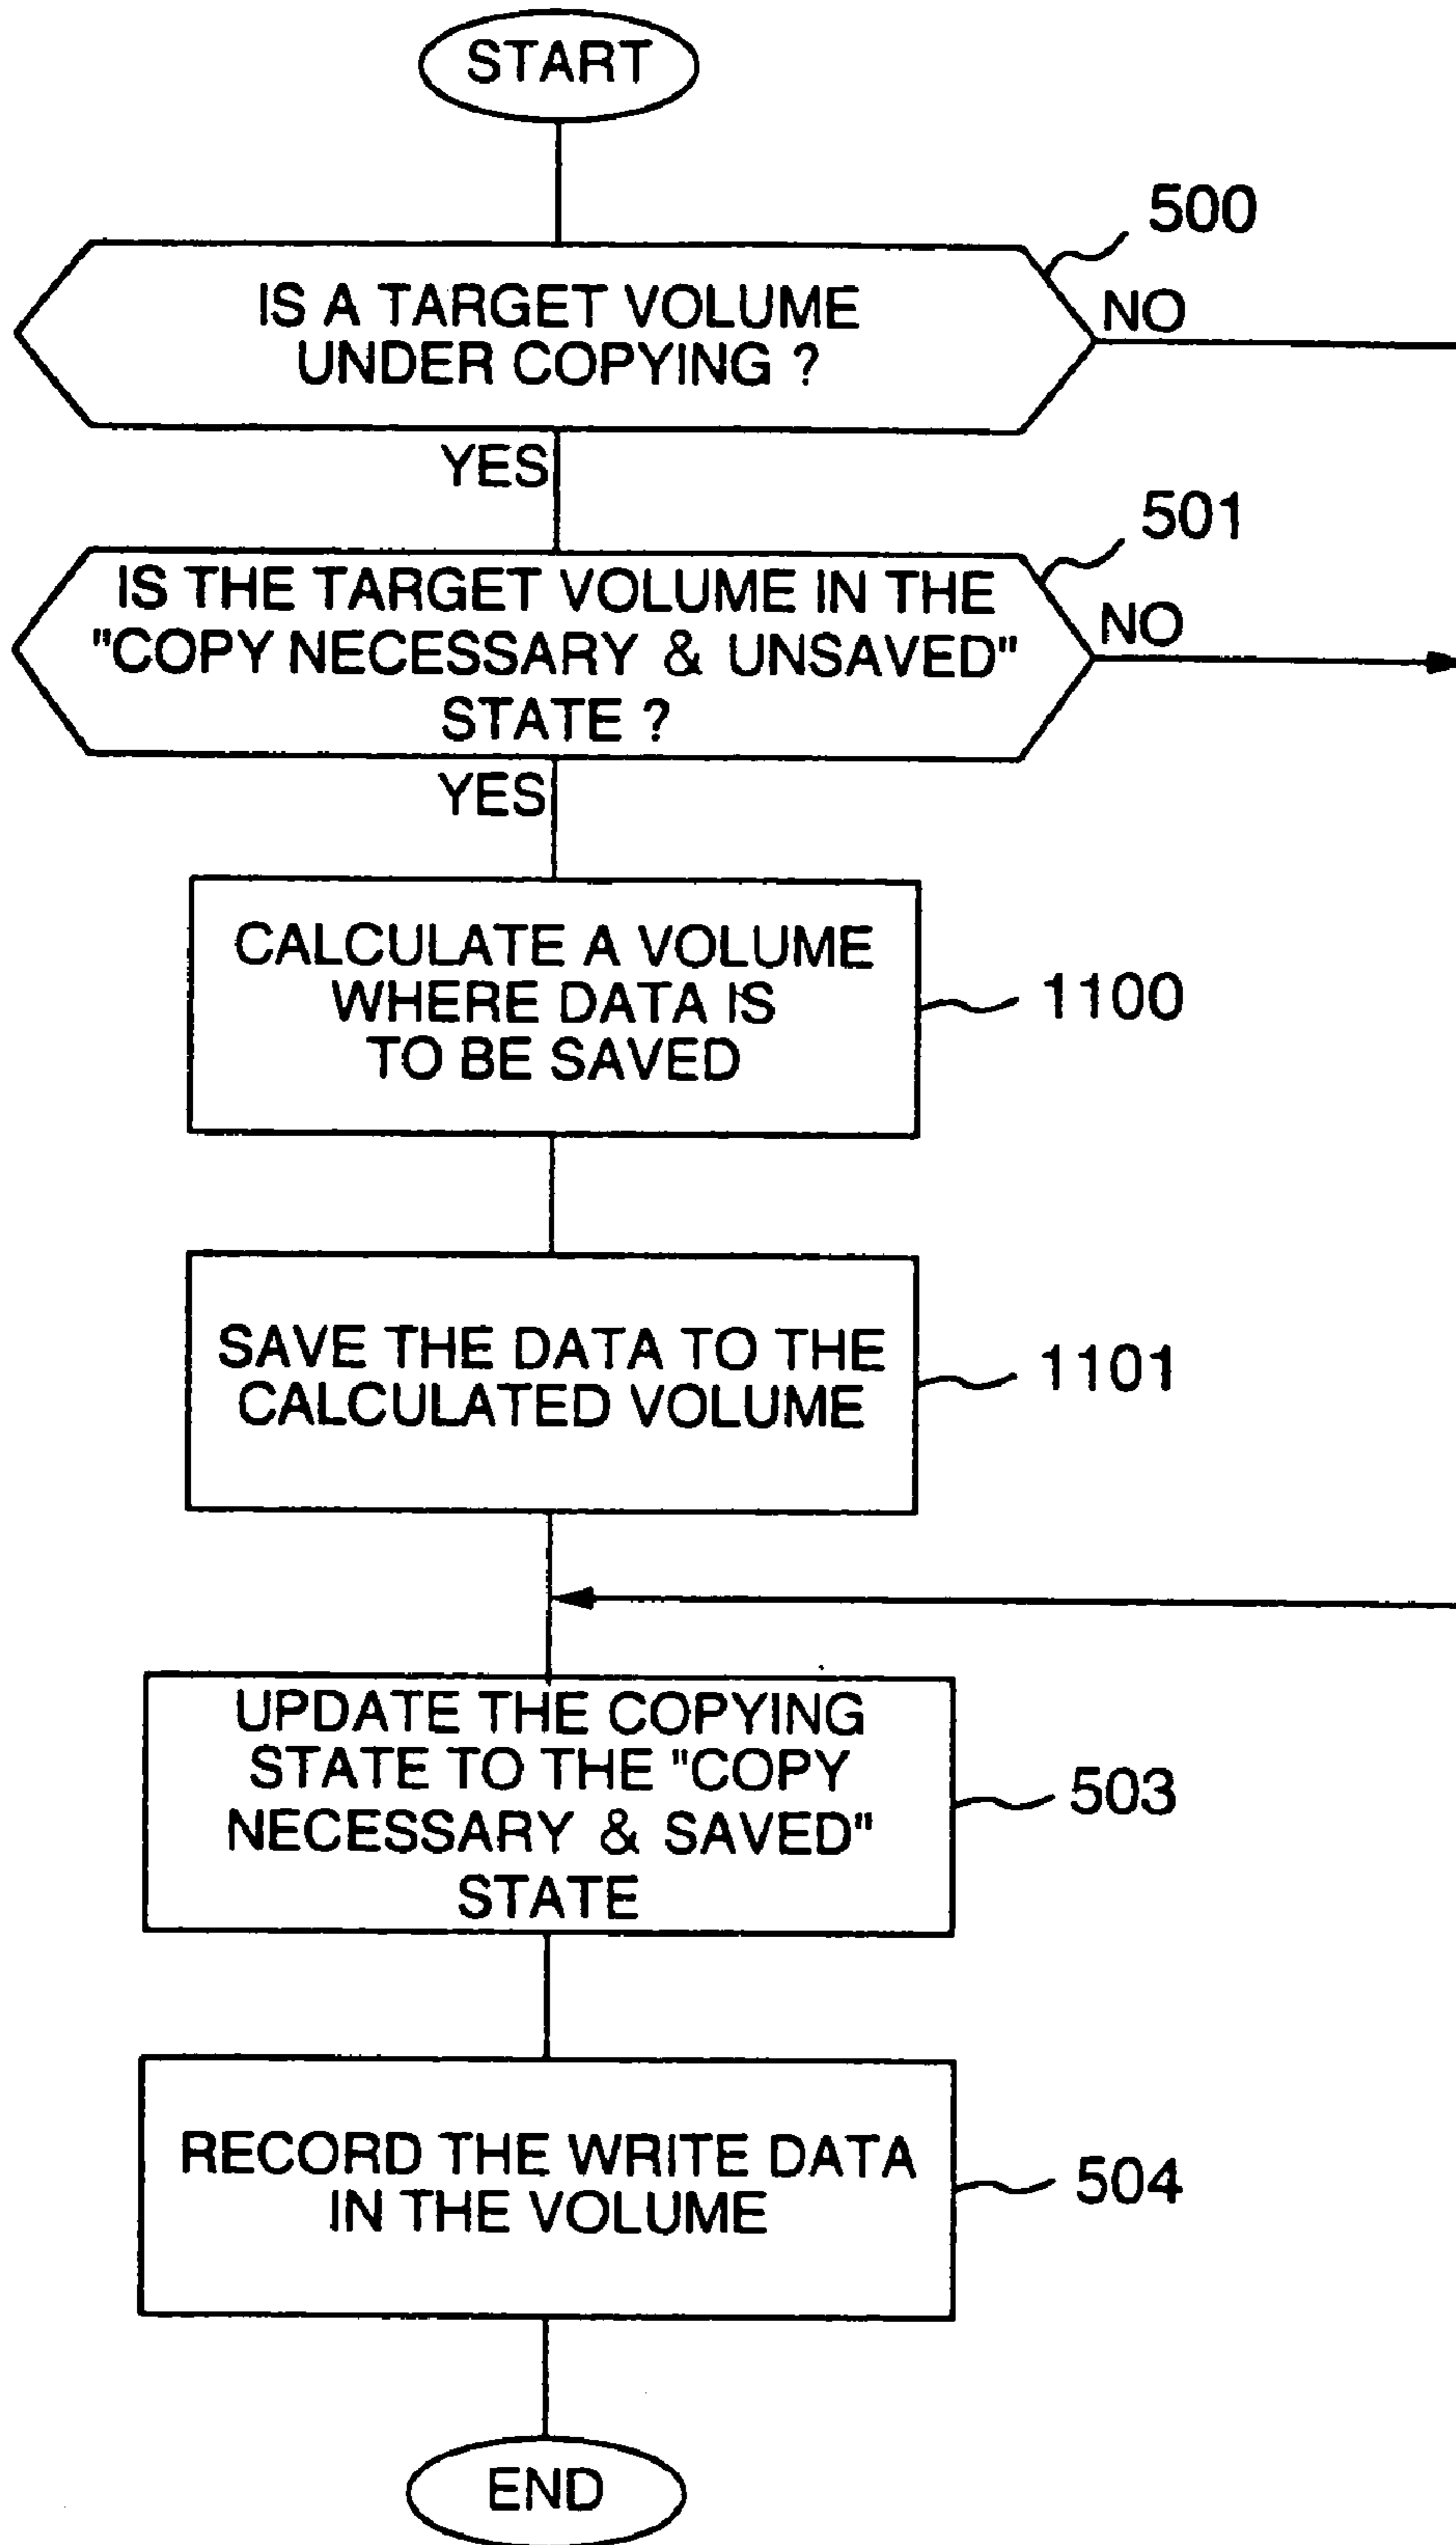 START
500
IS A TARGET VOLUME
UNDER COPYING ?
NO
YES
501
IS THE TARGET VOLUME IN THE
"COPY NECESSARY & UNSAVED"
STATE ?
NO
YES
CALCULATE A VOLUME
WHERE DATA IS
TO BE SAVED
1100
SAVE THE DATA TO THE
CALCULATED VOLUME
1101
UPDATE THE COPYING
STATE TO THE "COPY
NECESSARY & SAVED"
STATE
503
RECORD THE WRITE DATA
IN THE VOLUME
504
END